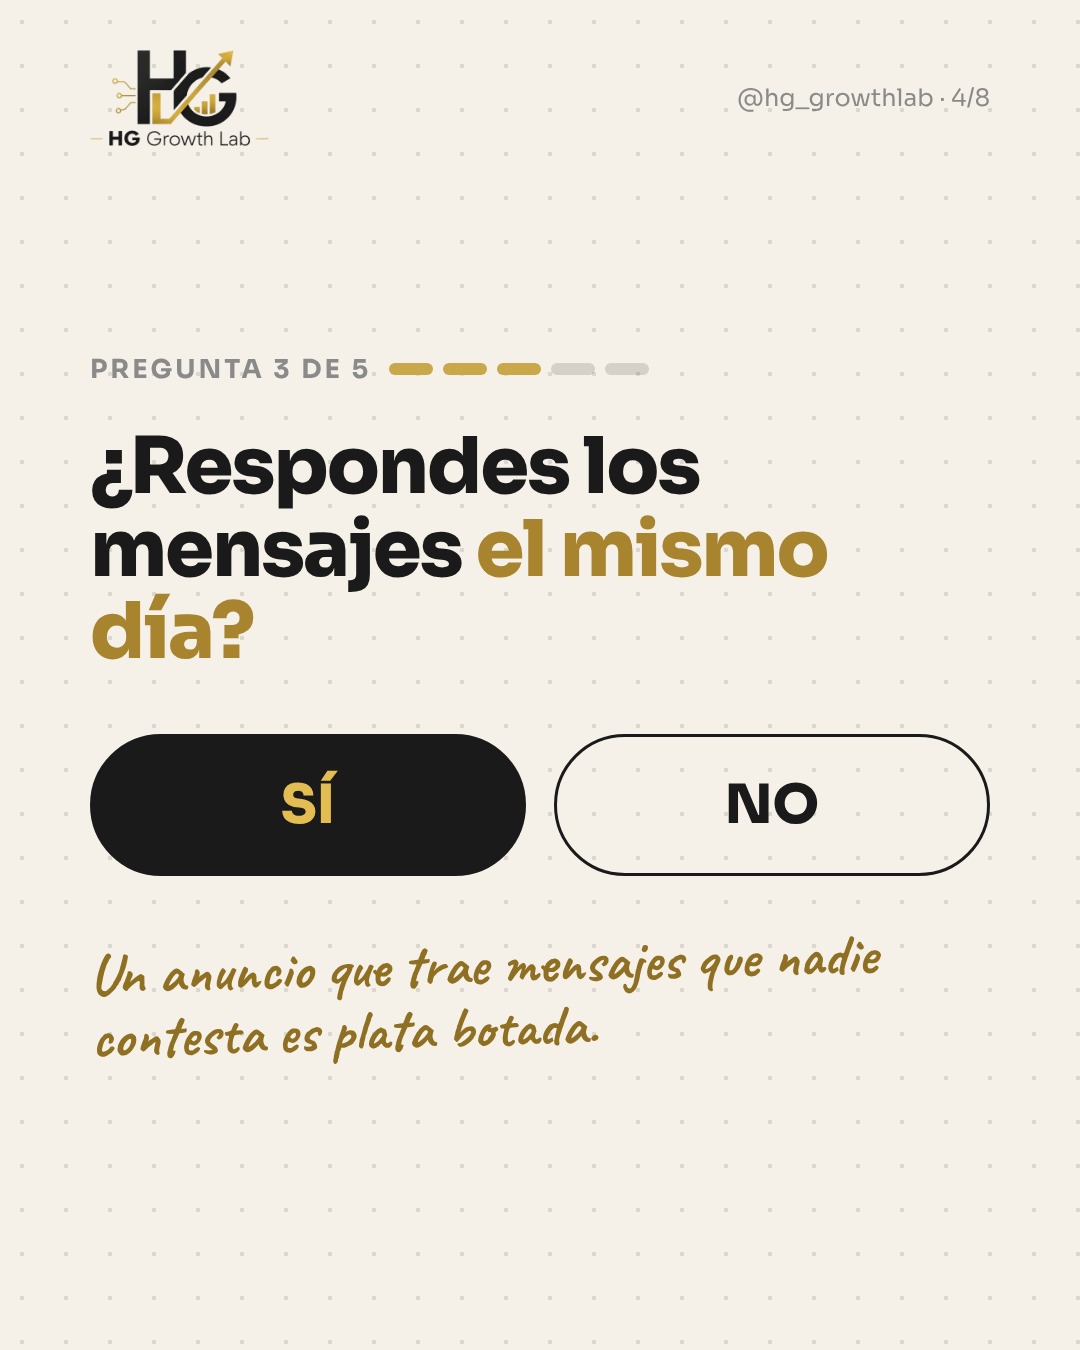 HG
HG Growth Lab
@hg_growthlab · 4/8
PREGUNTA 3 DE 5
¿Respondes los
mensajes el mismo
día?
SÍ
NO
Un anuncio que trae mensajes que nadie
contesta es plata botada.